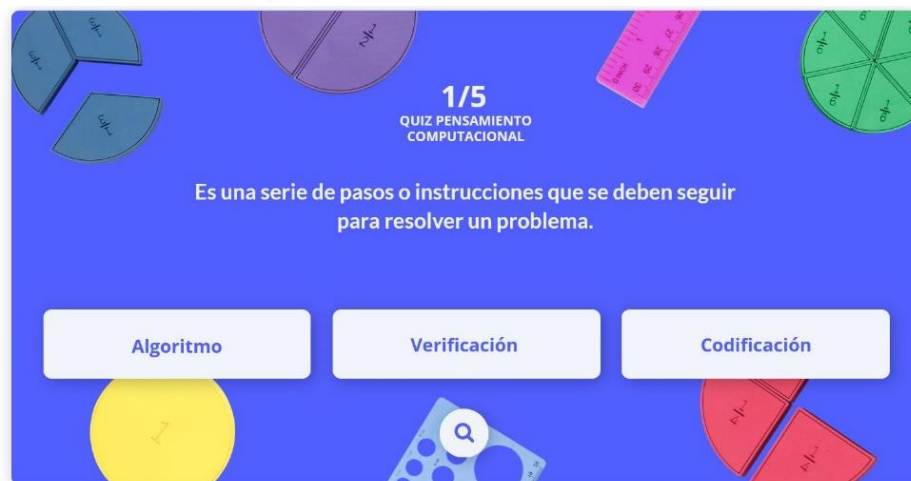 1/5
QUIZ PENSAMIENTO
COMPUTACIONAL
Es una serie de pasos o instrucciones que se deben seguir
para resolver un problema.
Algoritmo
Verificación
Codificación